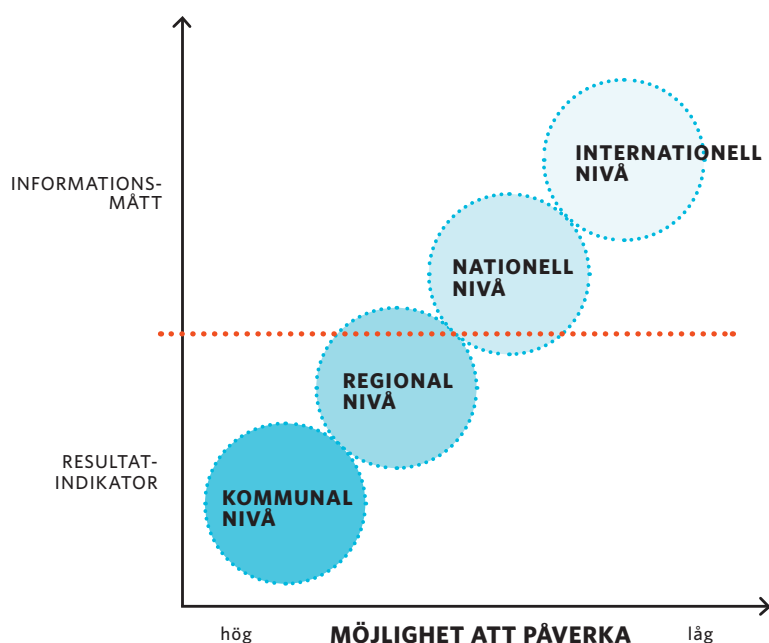 INTERNATIONELL
NIVÅ
INFORMATIONS-
MÅTT
NATIONELL
NIVÅ
REGIONAL
NIVÅ
RESULTAT-
INDIKATOR
KOMMUNAL
NIVÅ
hög MÖJLIGHET ATT PÅVERKA låg